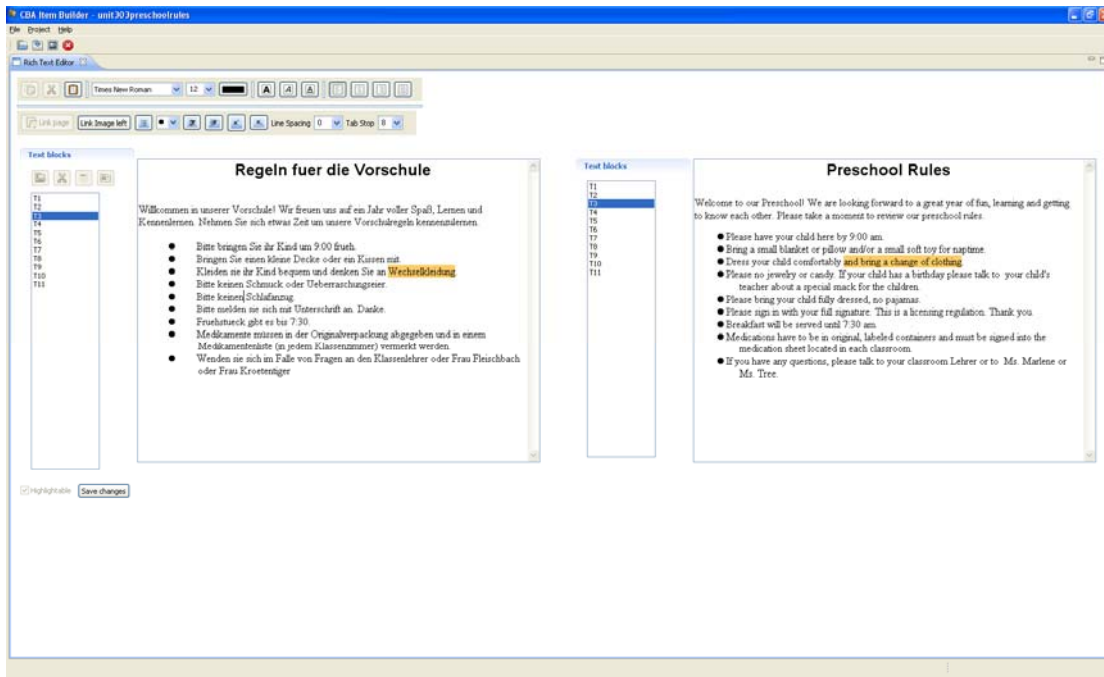 CBA Item Builder - unit303preschoolrules
File Project Help
Rich Text Editor
Times New Roman 12 A A A
Link page Link Image left Line Spacing 0 Tab Stop 8
Text blocks
T1
T2
T3
T4
T5
T6
T7
T8
T9
T10
T11
Regeln fuer die Vorschule
Willkommen in unserer Vorschule! Wir freuen uns auf ein Jahr voller Spaß, Lernen und
Kennenlernen. Nehmen Sie sich etwas Zeit um unsere Vorschulregeln kennenzulernen.
● Bitte bringen Sie ihr Kind um 9:00 frueh.
● Bringen Sie einen kleine Decke oder ein Kissen mit.
● Kleiden sie ihr Kind bequem und denken Sie an Wechselkleidung.
● Bitte keinen Schmuck oder Ueberraschungseier.
● Bitte keinen Schlafanzug.
● Bitte melden sie sich mit Unterschrift an. Danke.
● Fruehstueck gibt es bis 7:30.
● Medikamente müssen in der Originalverpackung abgegeben und in einem
Medikamentenliste (in jedem Klassenzimmer) vermerkt werden.
● Wenden sie sich im Falle von Fragen an den Klassenlehrer oder Frau Fleischbach
oder Frau Kroetentiger
Highlightable Save changes
Text blocks
T1
T2
T3
T4
T5
T6
T7
T8
T9
T10
T11
Preschool Rules
Welcome to our Preschool! We are looking forward to a great year of fun, learning and getting
to know each other. Please take a moment to review our preschool rules.
● Please have your child here by 9:00 am.
● Bring a small blanket or pillow and/or a small soft toy for naptime.
● Dress your child comfortably and bring a change of clothing.
● Please no jewelry or candy. If your child has a birthday please talk to your child's
teacher about a special snack for the children.
● Please bring your child fully dressed, no pajamas.
● Please sign in with your full signature. This is a licensing regulation. Thank you.
● Breakfast will be served until 7:30 am.
● Medications have to be in original, labeled containers and must be signed into the
medication sheet located in each classroom.
● If you have any questions, please talk to your classroom Lehrer or to Ms. Marlene or
Ms. Tree.